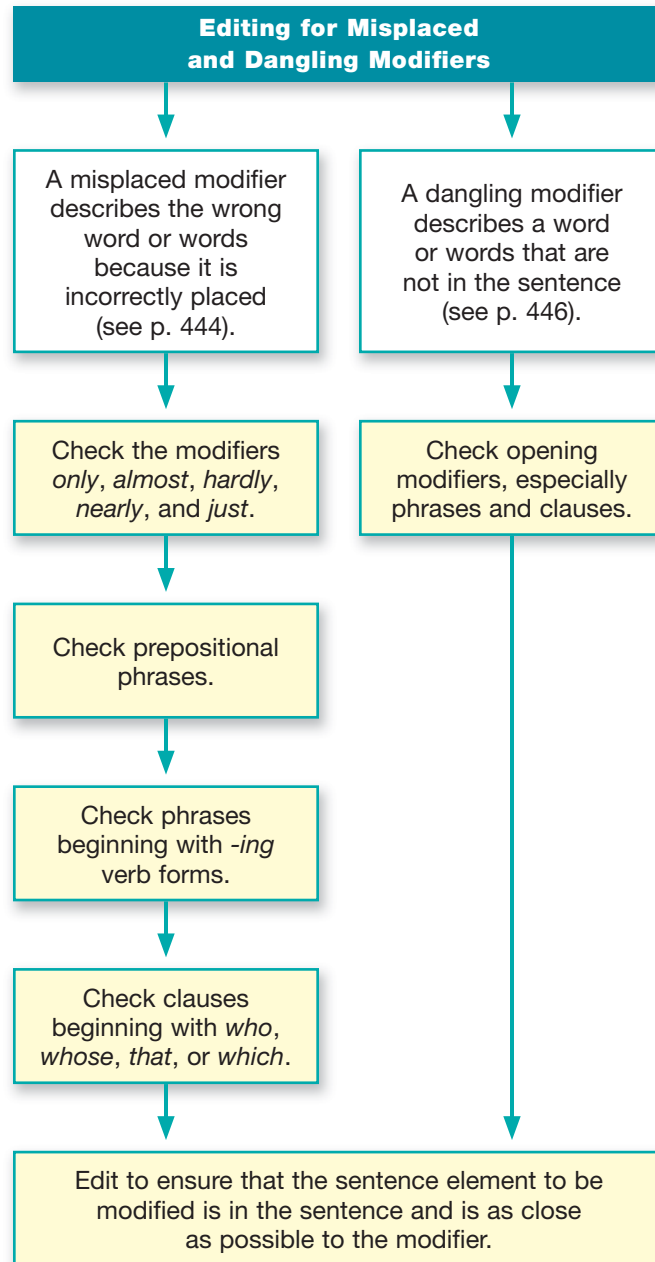 Editing for Misplaced
and Dangling Modifiers
A misplaced modifier
describes the wrong
word or words
because it is
incorrectly placed
(see p. 444).
A dangling modifier
describes a word
or words that are
not in the sentence
(see p. 446).
Check the modifiers
only, almost, hardly,
nearly, and just.
Check opening
modifiers, especially
phrases and clauses.
Check prepositional
phrases.
Check phrases
beginning with -ing
verb forms.
Check clauses
beginning with who,
whose, that, or which.
Edit to ensure that the sentence element to be
modified is in the sentence and is as close
as possible to the modifier.